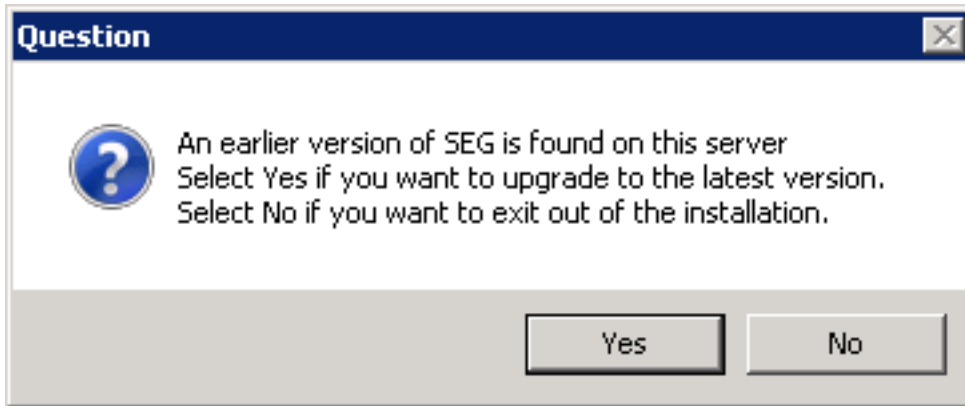 Question
An earlier version of SEG is found on this server
Select Yes if you want to upgrade to the latest version.
Select No if you want to exit out of the installation.
Yes No